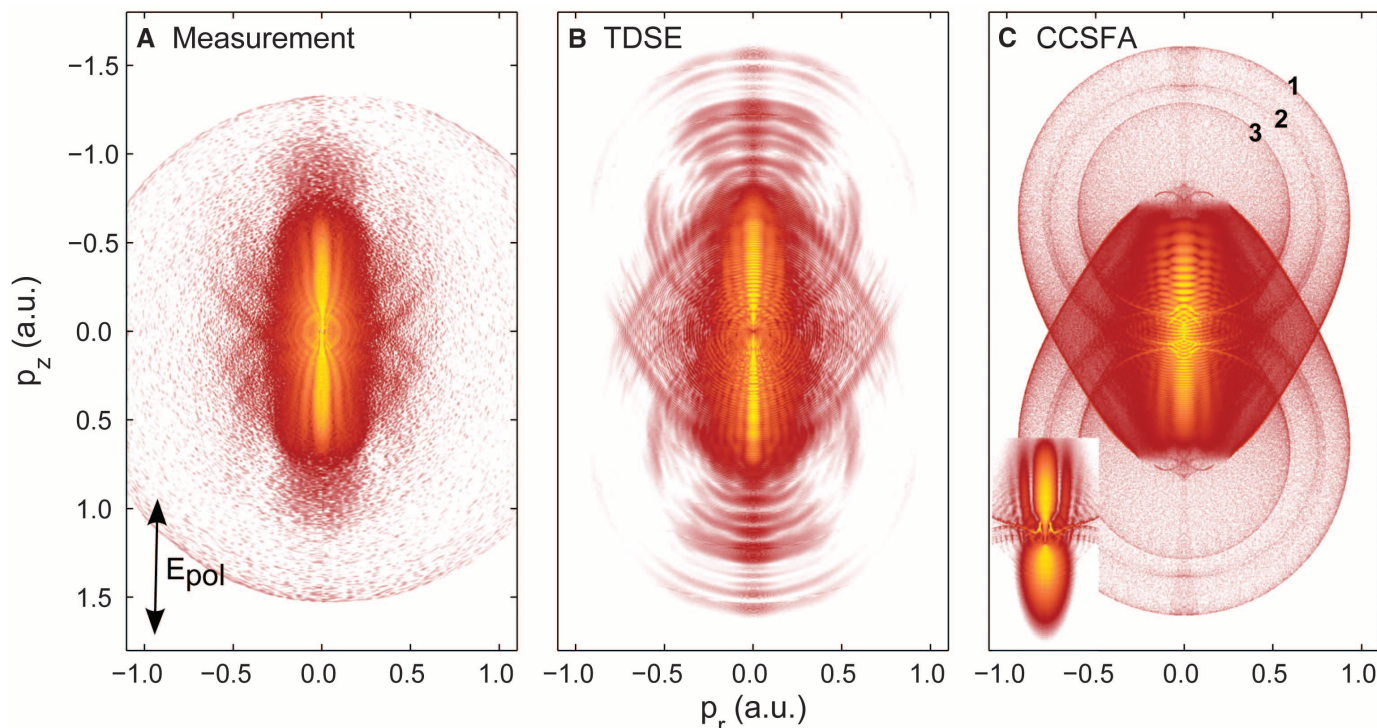 A Measurement
B TDSE
C CCSFA
1
2
3
−1.5
−1.0
−0.5
0.0
0.5
1.0
1.5
p_z (a.u.)
E_pol
−1.0 −0.5 0.0 0.5 1.0
−1.0 −0.5 0.0 0.5 1.0
−1.0 −0.5 0.0 0.5 1.0
p_r (a.u.)